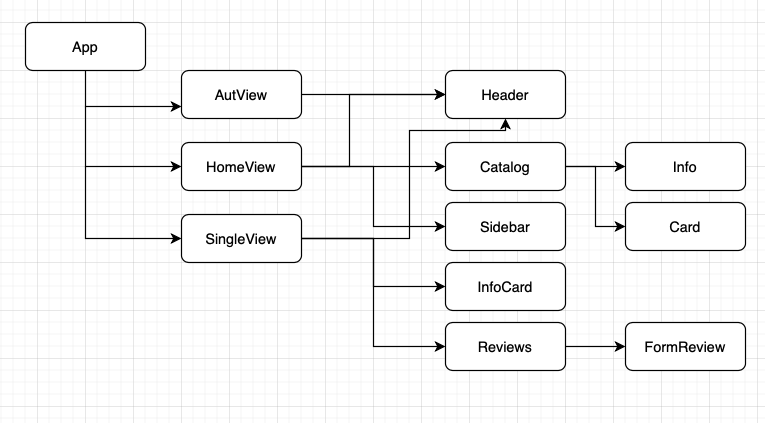 App
AutView
Header
HomeView
Catalog
Info
Sidebar
Card
SingleView
InfoCard
Reviews
FormReview